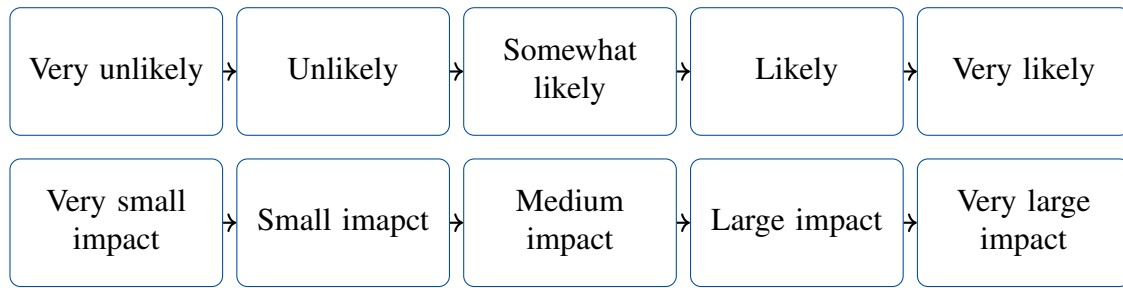 Very unlikely
Unlikely
Somewhat
likely
Likely
Very likely
Very small
impact
Small imapct
Medium
impact
Large impact
Very large
impact